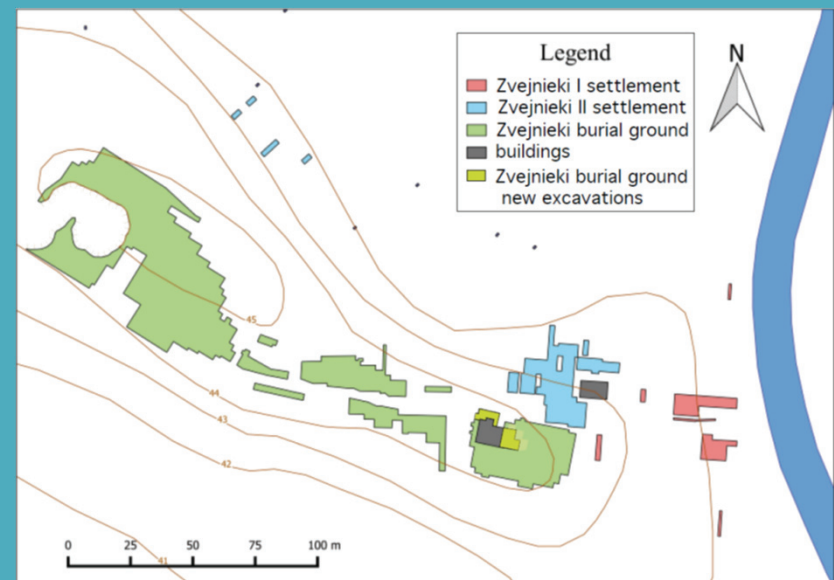 Legend
Zvejnieki I settlement
Zvejnieki II settlement
Zvejnieki burial ground
buildings
Zvejnieki burial ground
new excavations
N
45
44
43
42
41
0 25 50 75 100 m